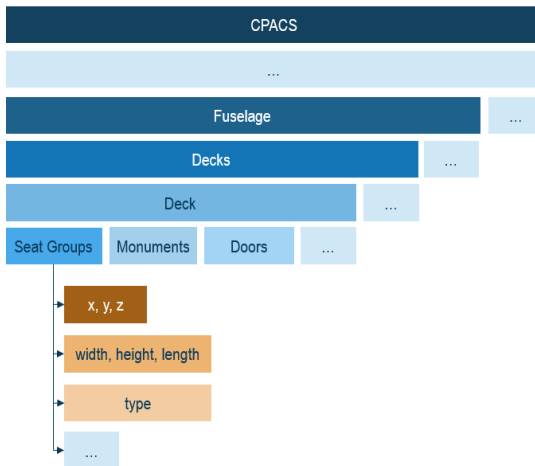 CPACS
...
Fuselage
...
Decks
...
Deck
...
Seat Groups
Monuments
Doors
...
x, y, z
width, height, length
type
...